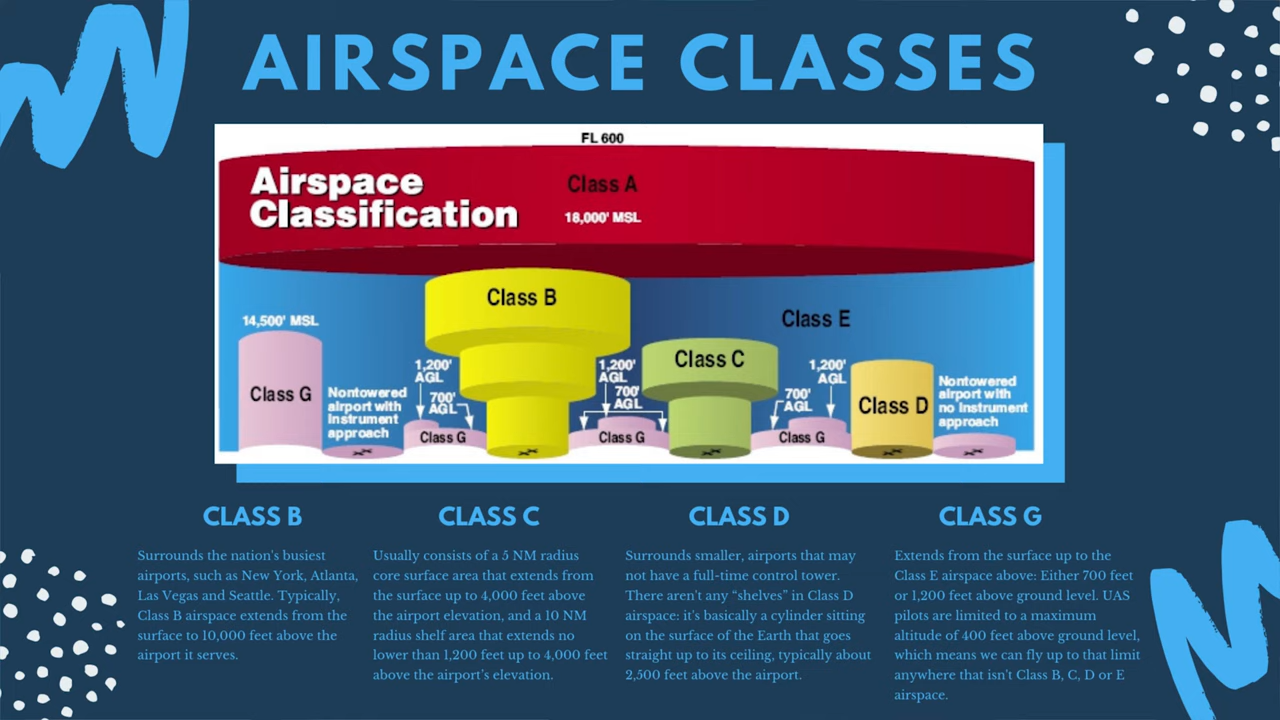 AIRSPACE CLASSES
FL 600
Airspace
Classification
Class A
18,000' MSL
Class B
Class E
14,500' MSL
Class C
1,200'
AGL
1,200'
AGL
1,200'
AGL
700'
AGL
700'
AGL
700'
AGL
Class G
Nontowered
airport with
Instrument
approach
Class D
Nontowered
airport with
no Instrument
approach
Class G
Class G
Class G
CLASS B
Surrounds the nation's busiest
airports, such as New York, Atlanta,
Las Vegas and Seattle. Typically,
Class B airspace extends from the
surface to 10,000 feet above the
airport it serves.
CLASS C
Usually consists of a 5 NM radius
core surface area that extends from
the surface up to 4,000 feet above
the airport elevation, and a 10 NM
radius shelf area that extends no
lower than 1,200 feet up to 4,000 feet
above the airport's elevation.
CLASS D
Surrounds smaller, airports that may
not have a full-time control tower.
There aren't any “shelves” in Class D
airspace: it's basically a cylinder sitting
on the surface of the Earth that goes
straight up to its ceiling, typically about
2,500 feet above the airport.
CLASS G
Extends from the surface up to the
Class E airspace above: Either 700 feet
or 1,200 feet above ground level. UAS
pilots are limited to a maximum
altitude of 400 feet above ground level,
which means we can fly up to that limit
anywhere that isn't Class B, C, D or E
airspace.